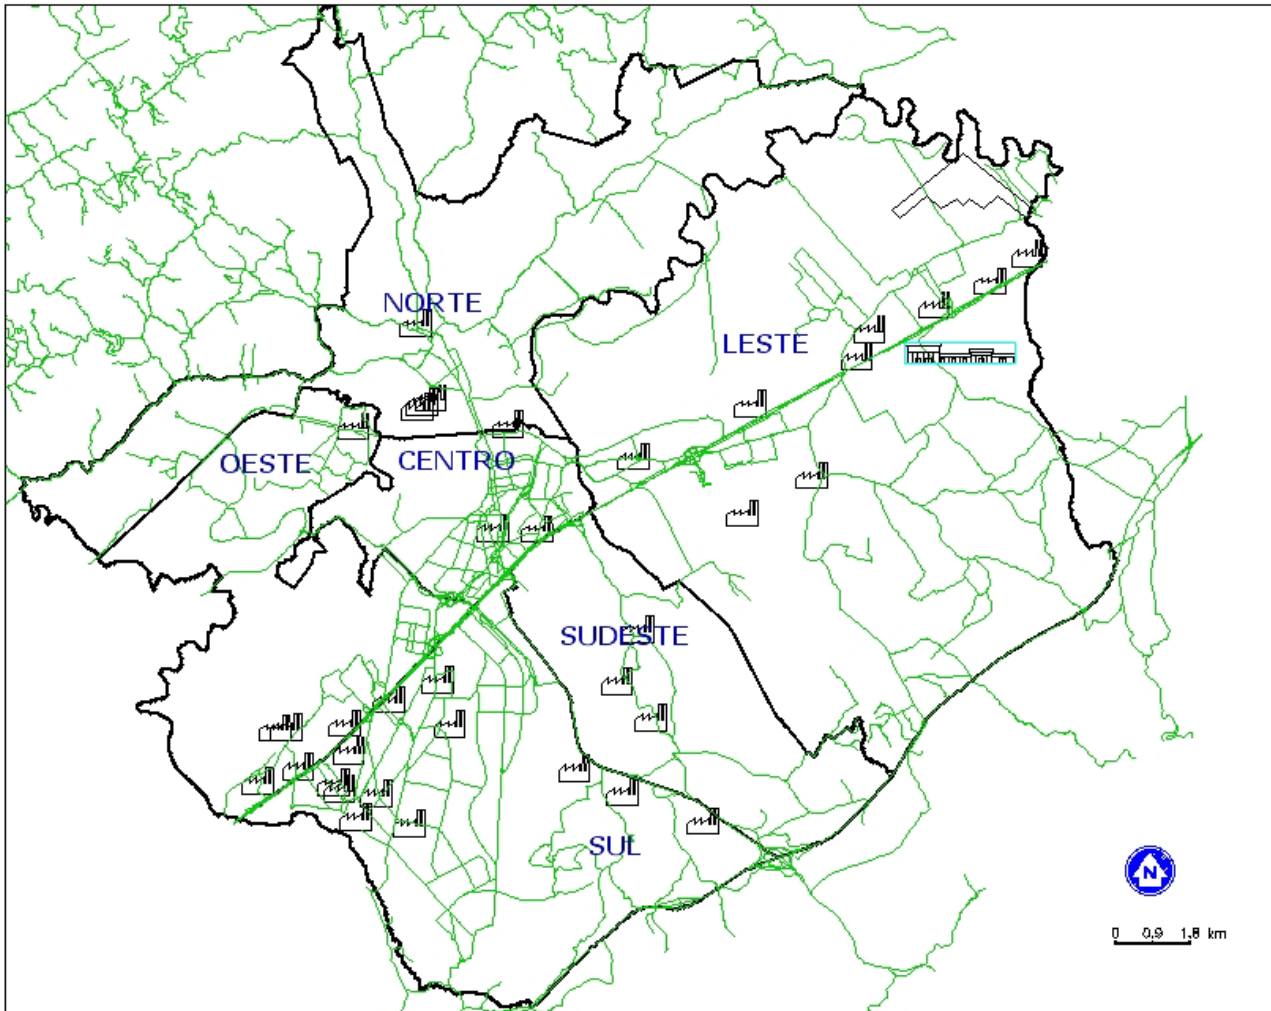 NORTE
LESTE
OESTE
CENTRO
SUDESTE
SUL
N
0 0,9 1,8 km